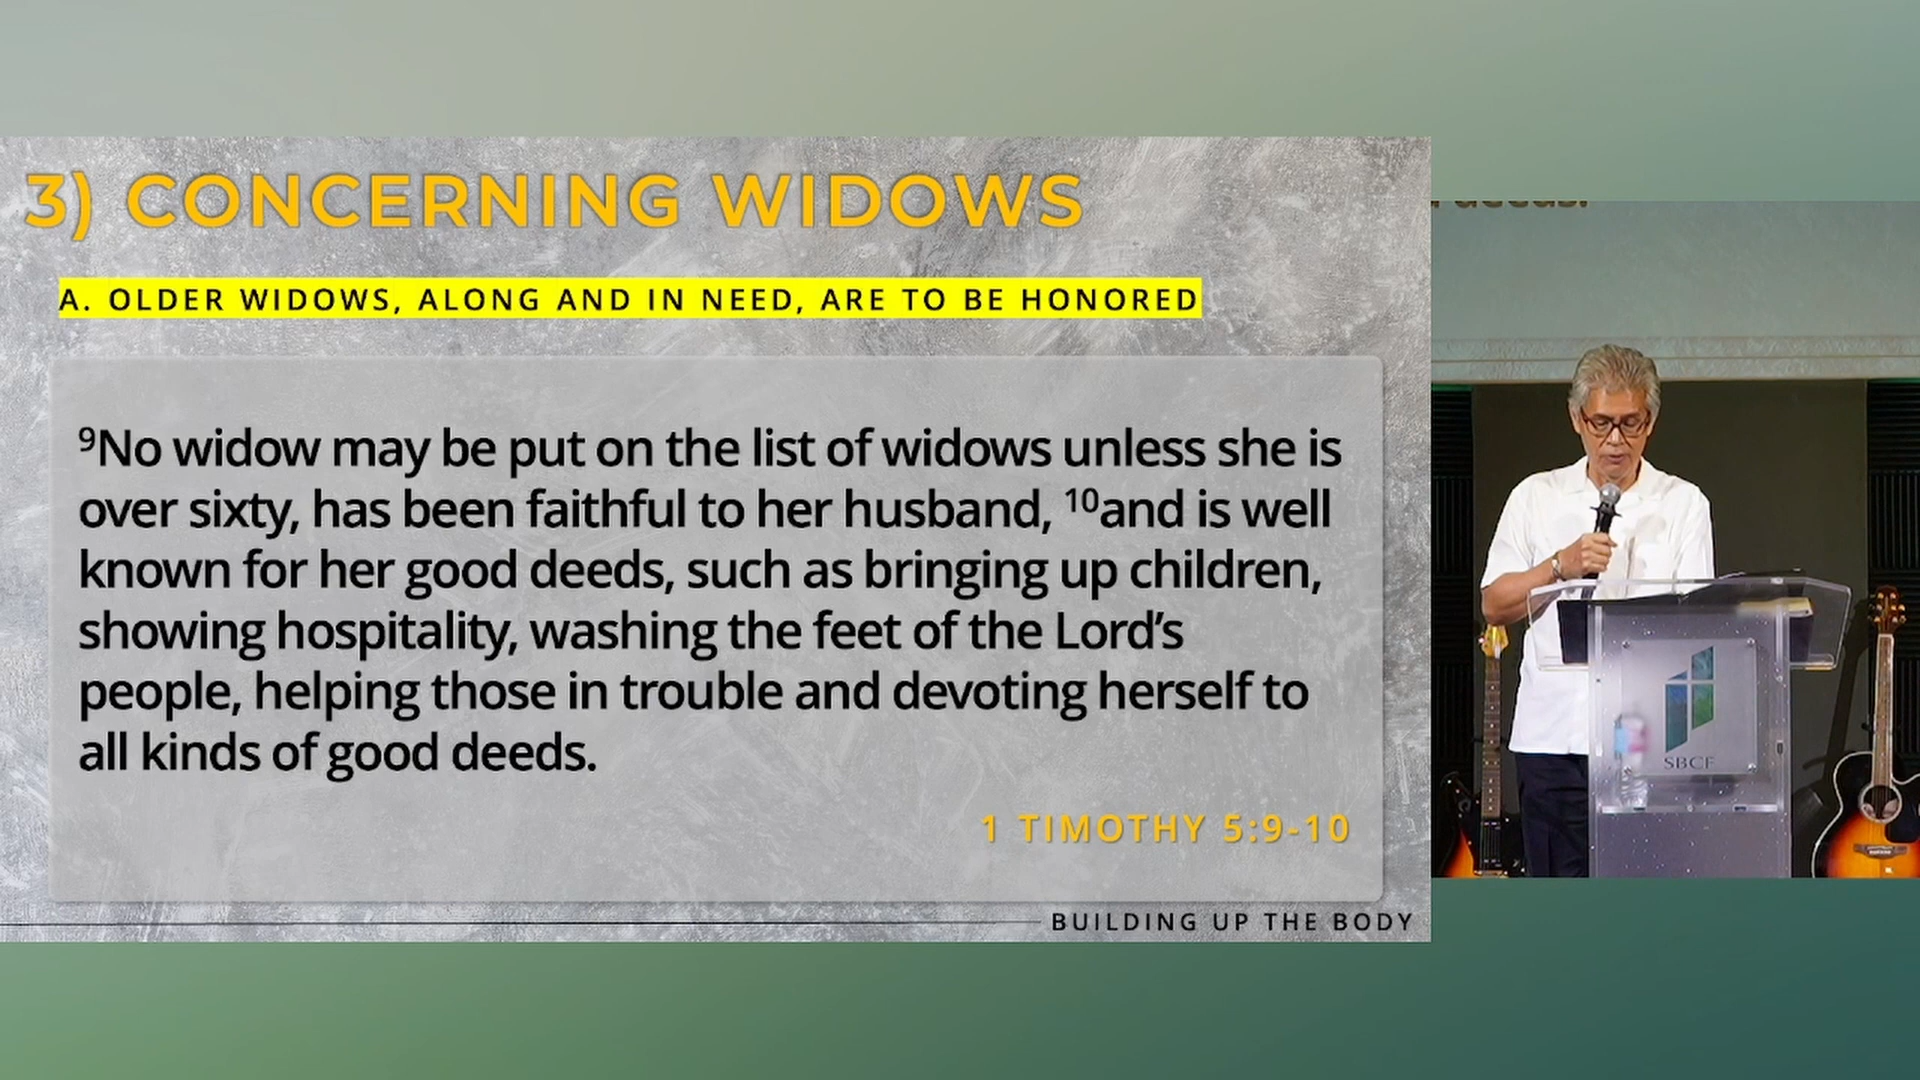 3) CONCERNING WIDOWS
A. OLDER WIDOWS, ALONG AND IN NEED, ARE TO BE HONORED
⁹No widow may be put on the list of widows unless she is
over sixty, has been faithful to her husband, ¹⁰and is well
known for her good deeds, such as bringing up children,
showing hospitality, washing the feet of the Lord’s
people, helping those in trouble and devoting herself to
all kinds of good deeds.
1 TIMOTHY 5:9-10
BUILDING UP THE BODY
deeds.
SBCF